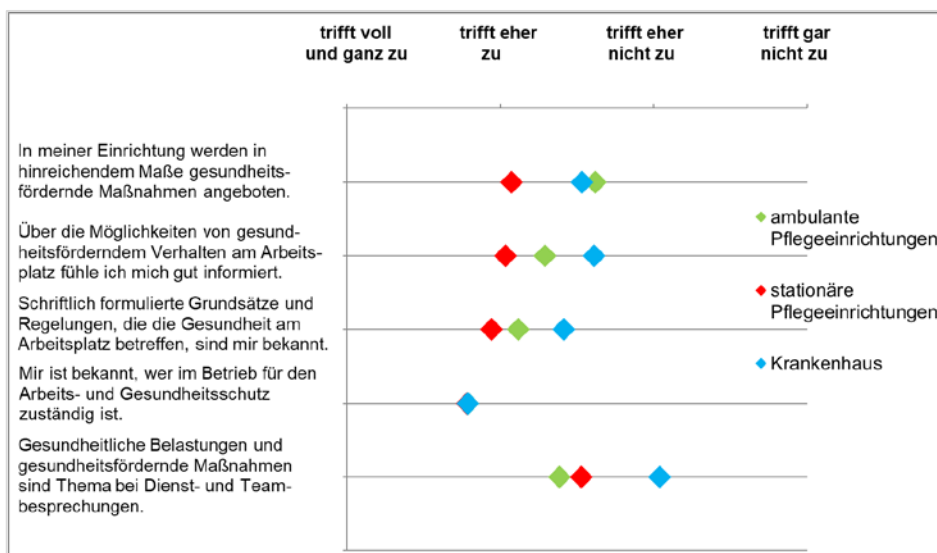 trifft voll
und ganz zu
trifft eher
zu
trifft eher
nicht zu
trifft gar
nicht zu
In meiner Einrichtung werden in
hinreichendem Maße gesundheits-
fördernde Maßnahmen angeboten.
Über die Möglichkeiten von gesund-
heitsförderndem Verhalten am Arbeits-
platz fühle ich mich gut informiert.
Schriftlich formulierte Grundsätze und
Regelungen, die die Gesundheit am
Arbeitsplatz betreffen, sind mir bekannt.
Mir ist bekannt, wer im Betrieb für den
Arbeits- und Gesundheitsschutz
zuständig ist.
Gesundheitliche Belastungen und
gesundheitsfördernde Maßnahmen
sind Thema bei Dienst- und Team-
besprechungen.
ambulante
Pflegeeinrichtungen
stationäre
Pflegeeinrichtungen
Krankenhaus